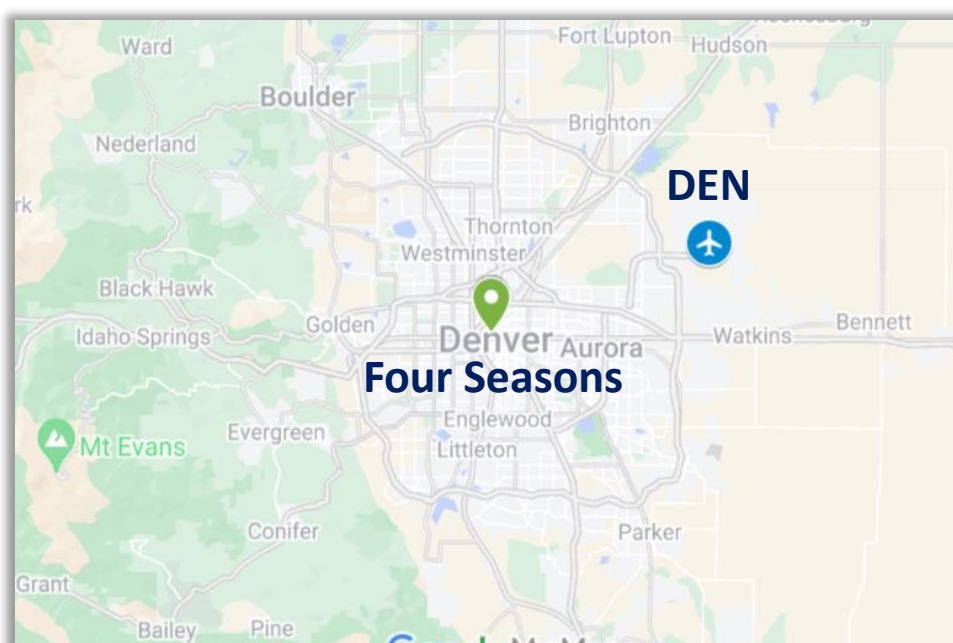 Ward
Fort Lupton
Hudson
Boulder
Brighton
Nederland
DEN
Thornton
Westminster
Black Hawk
Idaho Springs
Golden
Denver
Aurora
Watkins
Bennett
Four Seasons
Englewood
Evergreen
Littleton
Mt Evans
Conifer
Parker
Grant
Bailey
Pine